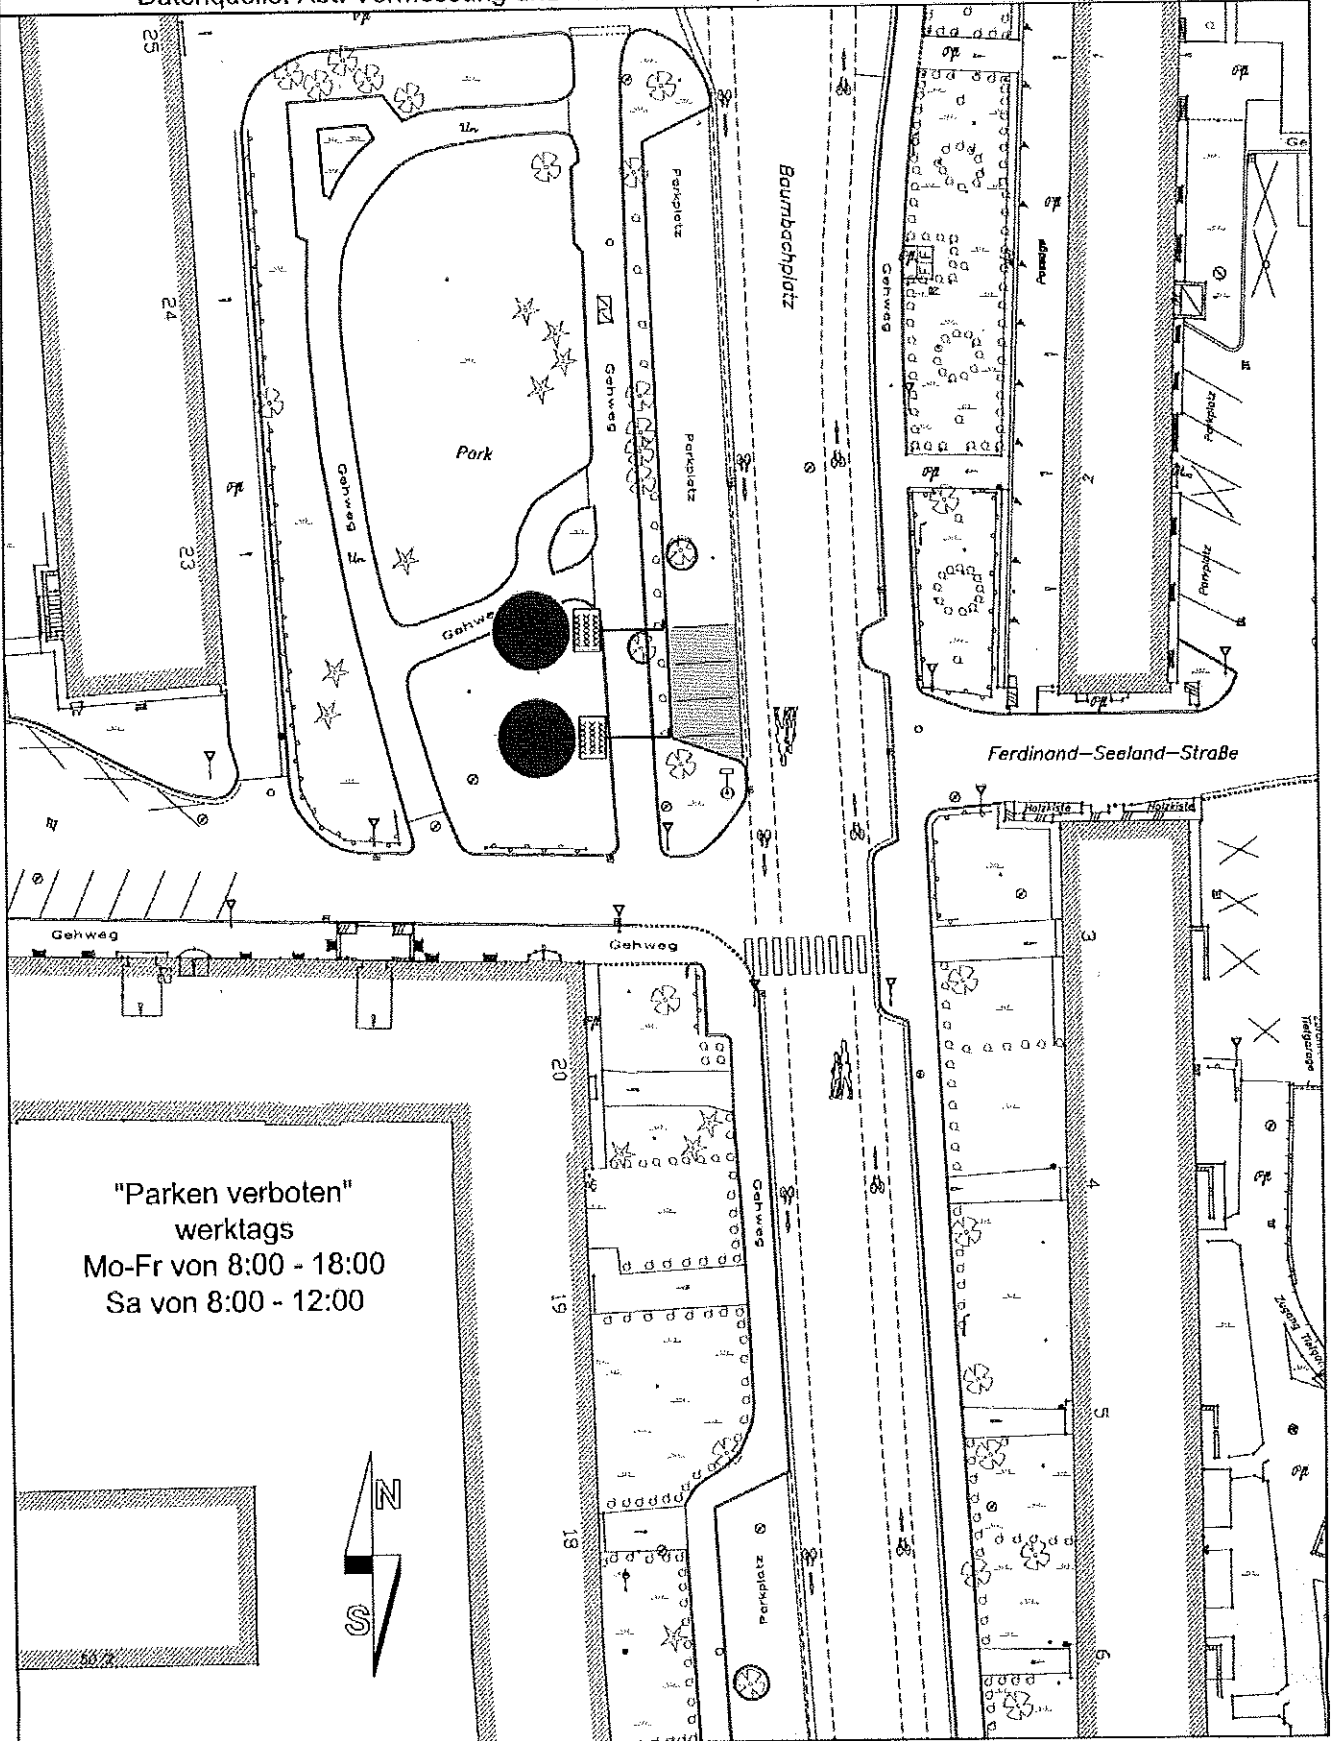 25
Ge
Parkplatz
Baumbachplatz
Gehweg
Passage
24
Gehweg
Parkplatz
Parkplatz
Park
Gehweg
2
23
Parkplatz
Ferdinand-Seeland-Straße
Holzkiste
Holzkiste
Gehweg
Gehweg
3
Tiefgarage
20
4
Gehweg
"Parken verboten"
werktags
Mo-Fr von 8:00 - 18:00
Sa von 8:00 - 12:00
19
Zugang
5
N
18
Parkplatz
S
6